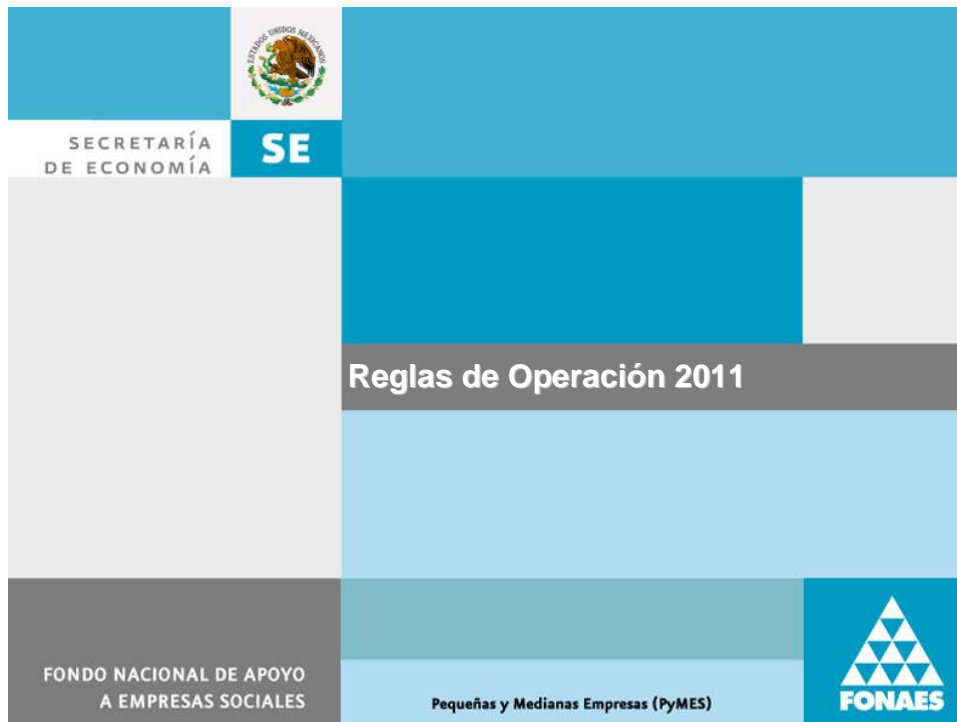 ESTADOS UNIDOS MEXICANOS
SECRETARÍA
DE ECONOMÍA
SE
Reglas de Operación 2011
FONDO NACIONAL DE APOYO
A EMPRESAS SOCIALES
Pequeñas y Medianas Empresas (PyMES)
FONAES